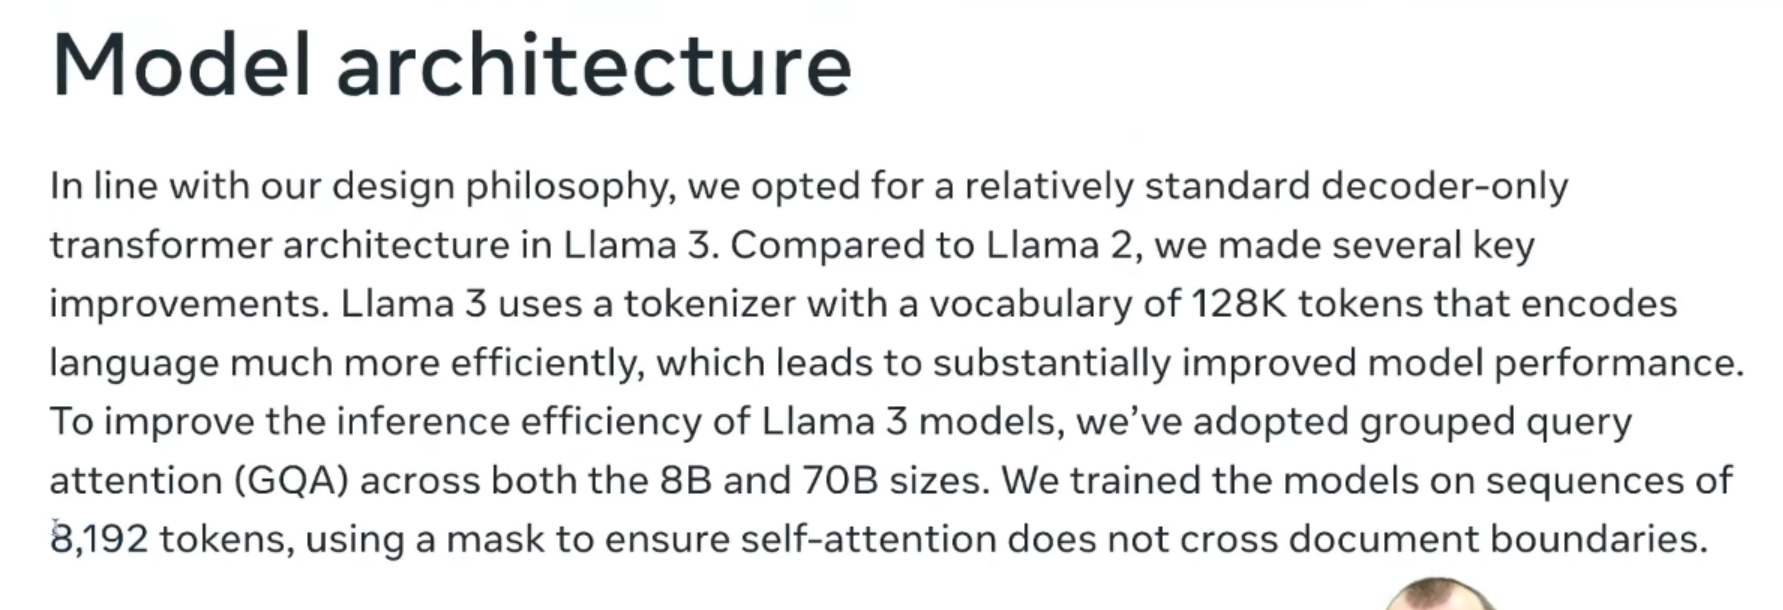 Model architecture
In line with our design philosophy, we opted for a relatively standard decoder-only
transformer architecture in Llama 3. Compared to Llama 2, we made several key
improvements. Llama 3 uses a tokenizer with a vocabulary of 128K tokens that encodes
language much more efficiently, which leads to substantially improved model performance.
To improve the inference efficiency of Llama 3 models, we’ve adopted grouped query
attention (GQA) across both the 8B and 70B sizes. We trained the models on sequences of
8,192 tokens, using a mask to ensure self-attention does not cross document boundaries.